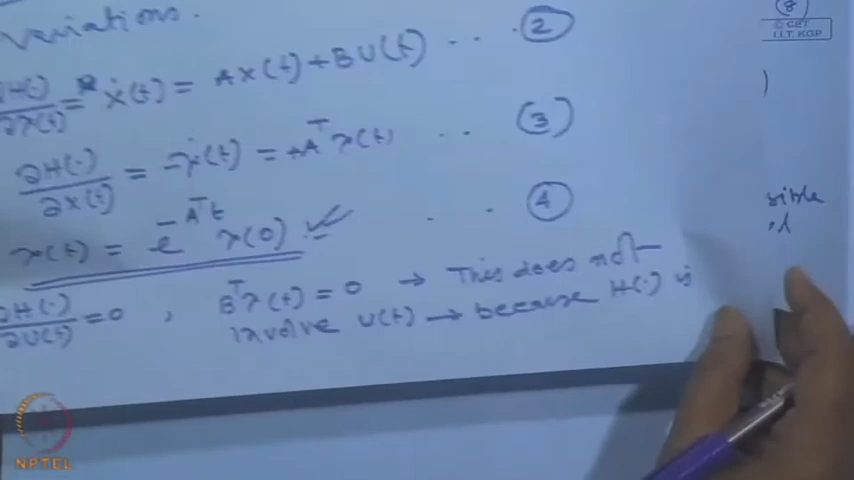 Variations.
∂H(·)/∂λ(t) = ẋ(t) = AX(t) + BU(t) ... (2)
∂H(·)/∂X(t) = -λ̇(t) = +Aᵀλ(t) ... (3)
λ(t) = e^{-Aᵀt} λ(0) ✓ .. (4)
∂H(·)/∂U(t) = 0 , Bᵀλ(t) = 0 → This does not
involve U(t) → because H(·) is
8
© CET
I.I.T. KGP
NPTEL